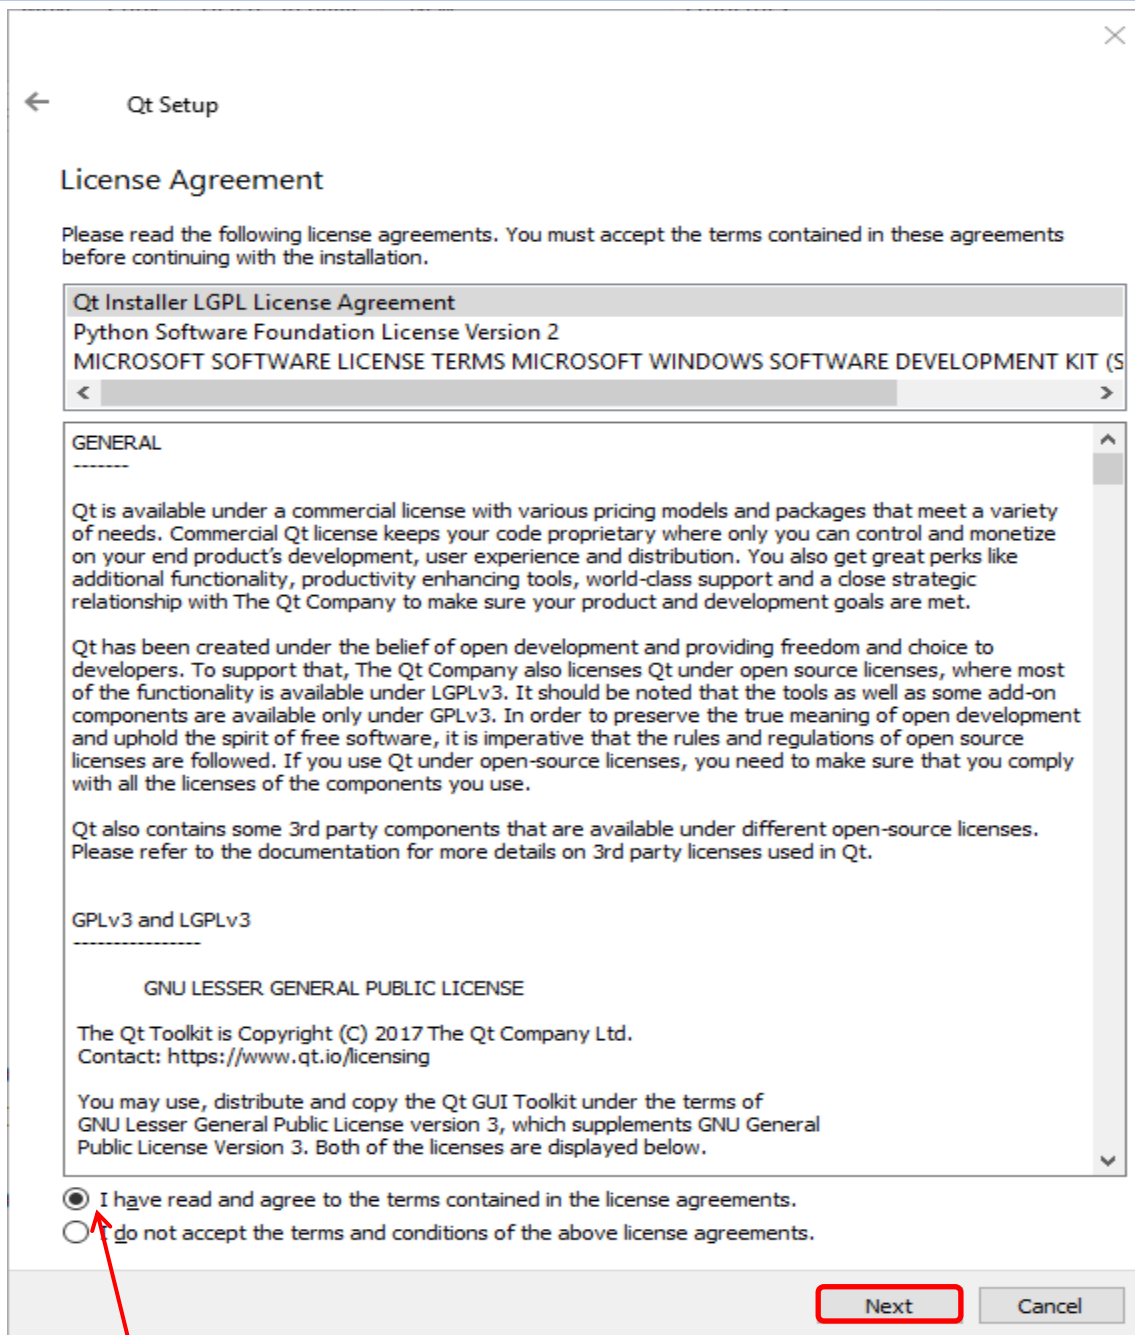 Qt Setup
License Agreement
Please read the following license agreements. You must accept the terms contained in these agreements
before continuing with the installation.
Qt Installer LGPL License Agreement
Python Software Foundation License Version 2
MICROSOFT SOFTWARE LICENSE TERMS MICROSOFT WINDOWS SOFTWARE DEVELOPMENT KIT (S
GENERAL
-------
Qt is available under a commercial license with various pricing models and packages that meet a variety
of needs. Commercial Qt license keeps your code proprietary where only you can control and monetize
on your end product's development, user experience and distribution. You also get great perks like
additional functionality, productivity enhancing tools, world-class support and a close strategic
relationship with The Qt Company to make sure your product and development goals are met.
Qt has been created under the belief of open development and providing freedom and choice to
developers. To support that, The Qt Company also licenses Qt under open source licenses, where most
of the functionality is available under LGPLv3. It should be noted that the tools as well as some add-on
components are available only under GPLv3. In order to preserve the true meaning of open development
and uphold the spirit of free software, it is imperative that the rules and regulations of open source
licenses are followed. If you use Qt under open-source licenses, you need to make sure that you comply
with all the licenses of the components you use.
Qt also contains some 3rd party components that are available under different open-source licenses.
Please refer to the documentation for more details on 3rd party licenses used in Qt.
GPLv3 and LGPLv3
----------------
GNU LESSER GENERAL PUBLIC LICENSE
The Qt Toolkit is Copyright (C) 2017 The Qt Company Ltd.
Contact: https://www.qt.io/licensing
You may use, distribute and copy the Qt GUI Toolkit under the terms of
GNU Lesser General Public License version 3, which supplements GNU General
Public License Version 3. Both of the licenses are displayed below.
I have read and agree to the terms contained in the license agreements.
I do not accept the terms and conditions of the above license agreements.
Next
Cancel